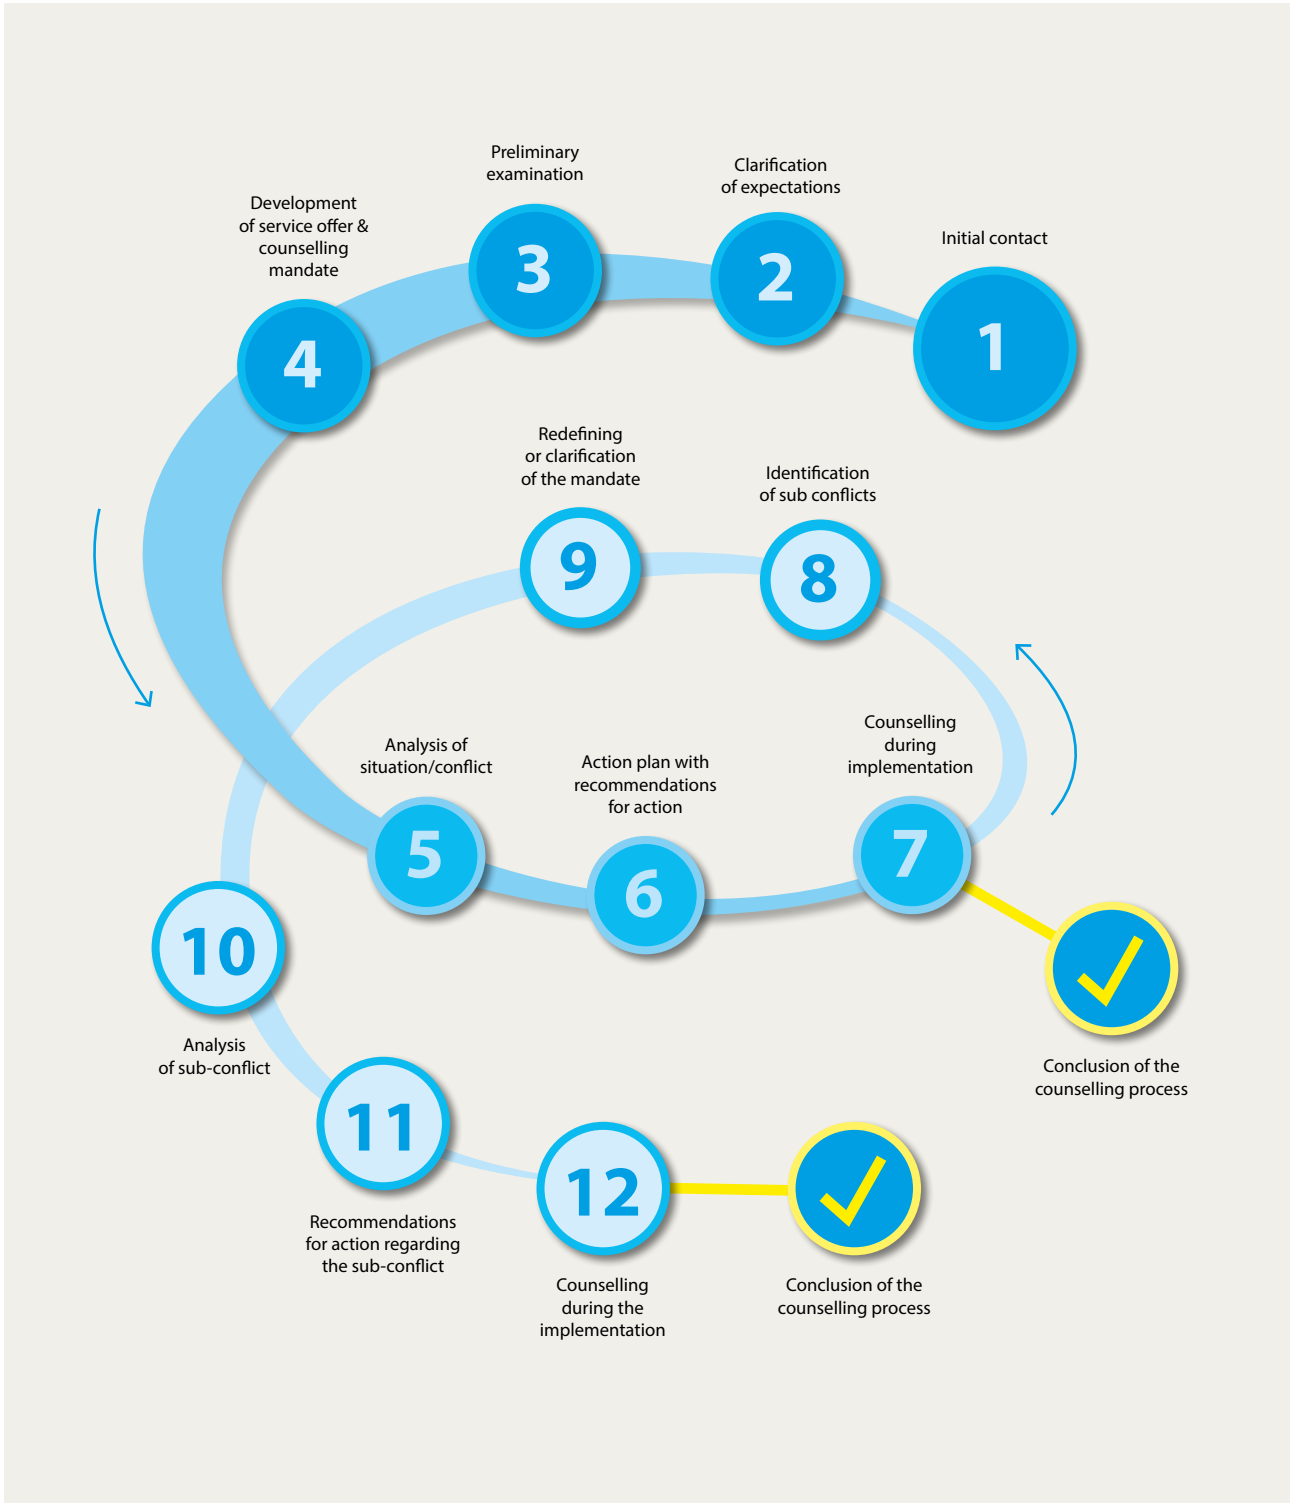 Initial contact
1
Clarification
of expectations
2
Preliminary
examination
3
Development
of service offer &
counselling
mandate
4
Analysis of
situation/conflict
5
Action plan with
recommendations
for action
6
Counselling
during
implementation
7
Conclusion of the
counselling process
Identification
of sub conflicts
8
Redefining
or clarification
of the mandate
9
10
Analysis
of sub-conflict
11
Recommendations
for action regarding
the sub-conflict
12
Counselling
during the
implementation
Conclusion of the
counselling process